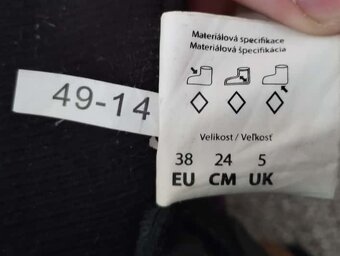 Materiálová specifikace
Materiálová špecifikácia
49-14
Velikost / Veľkosť
38 24 5
EU CM UK